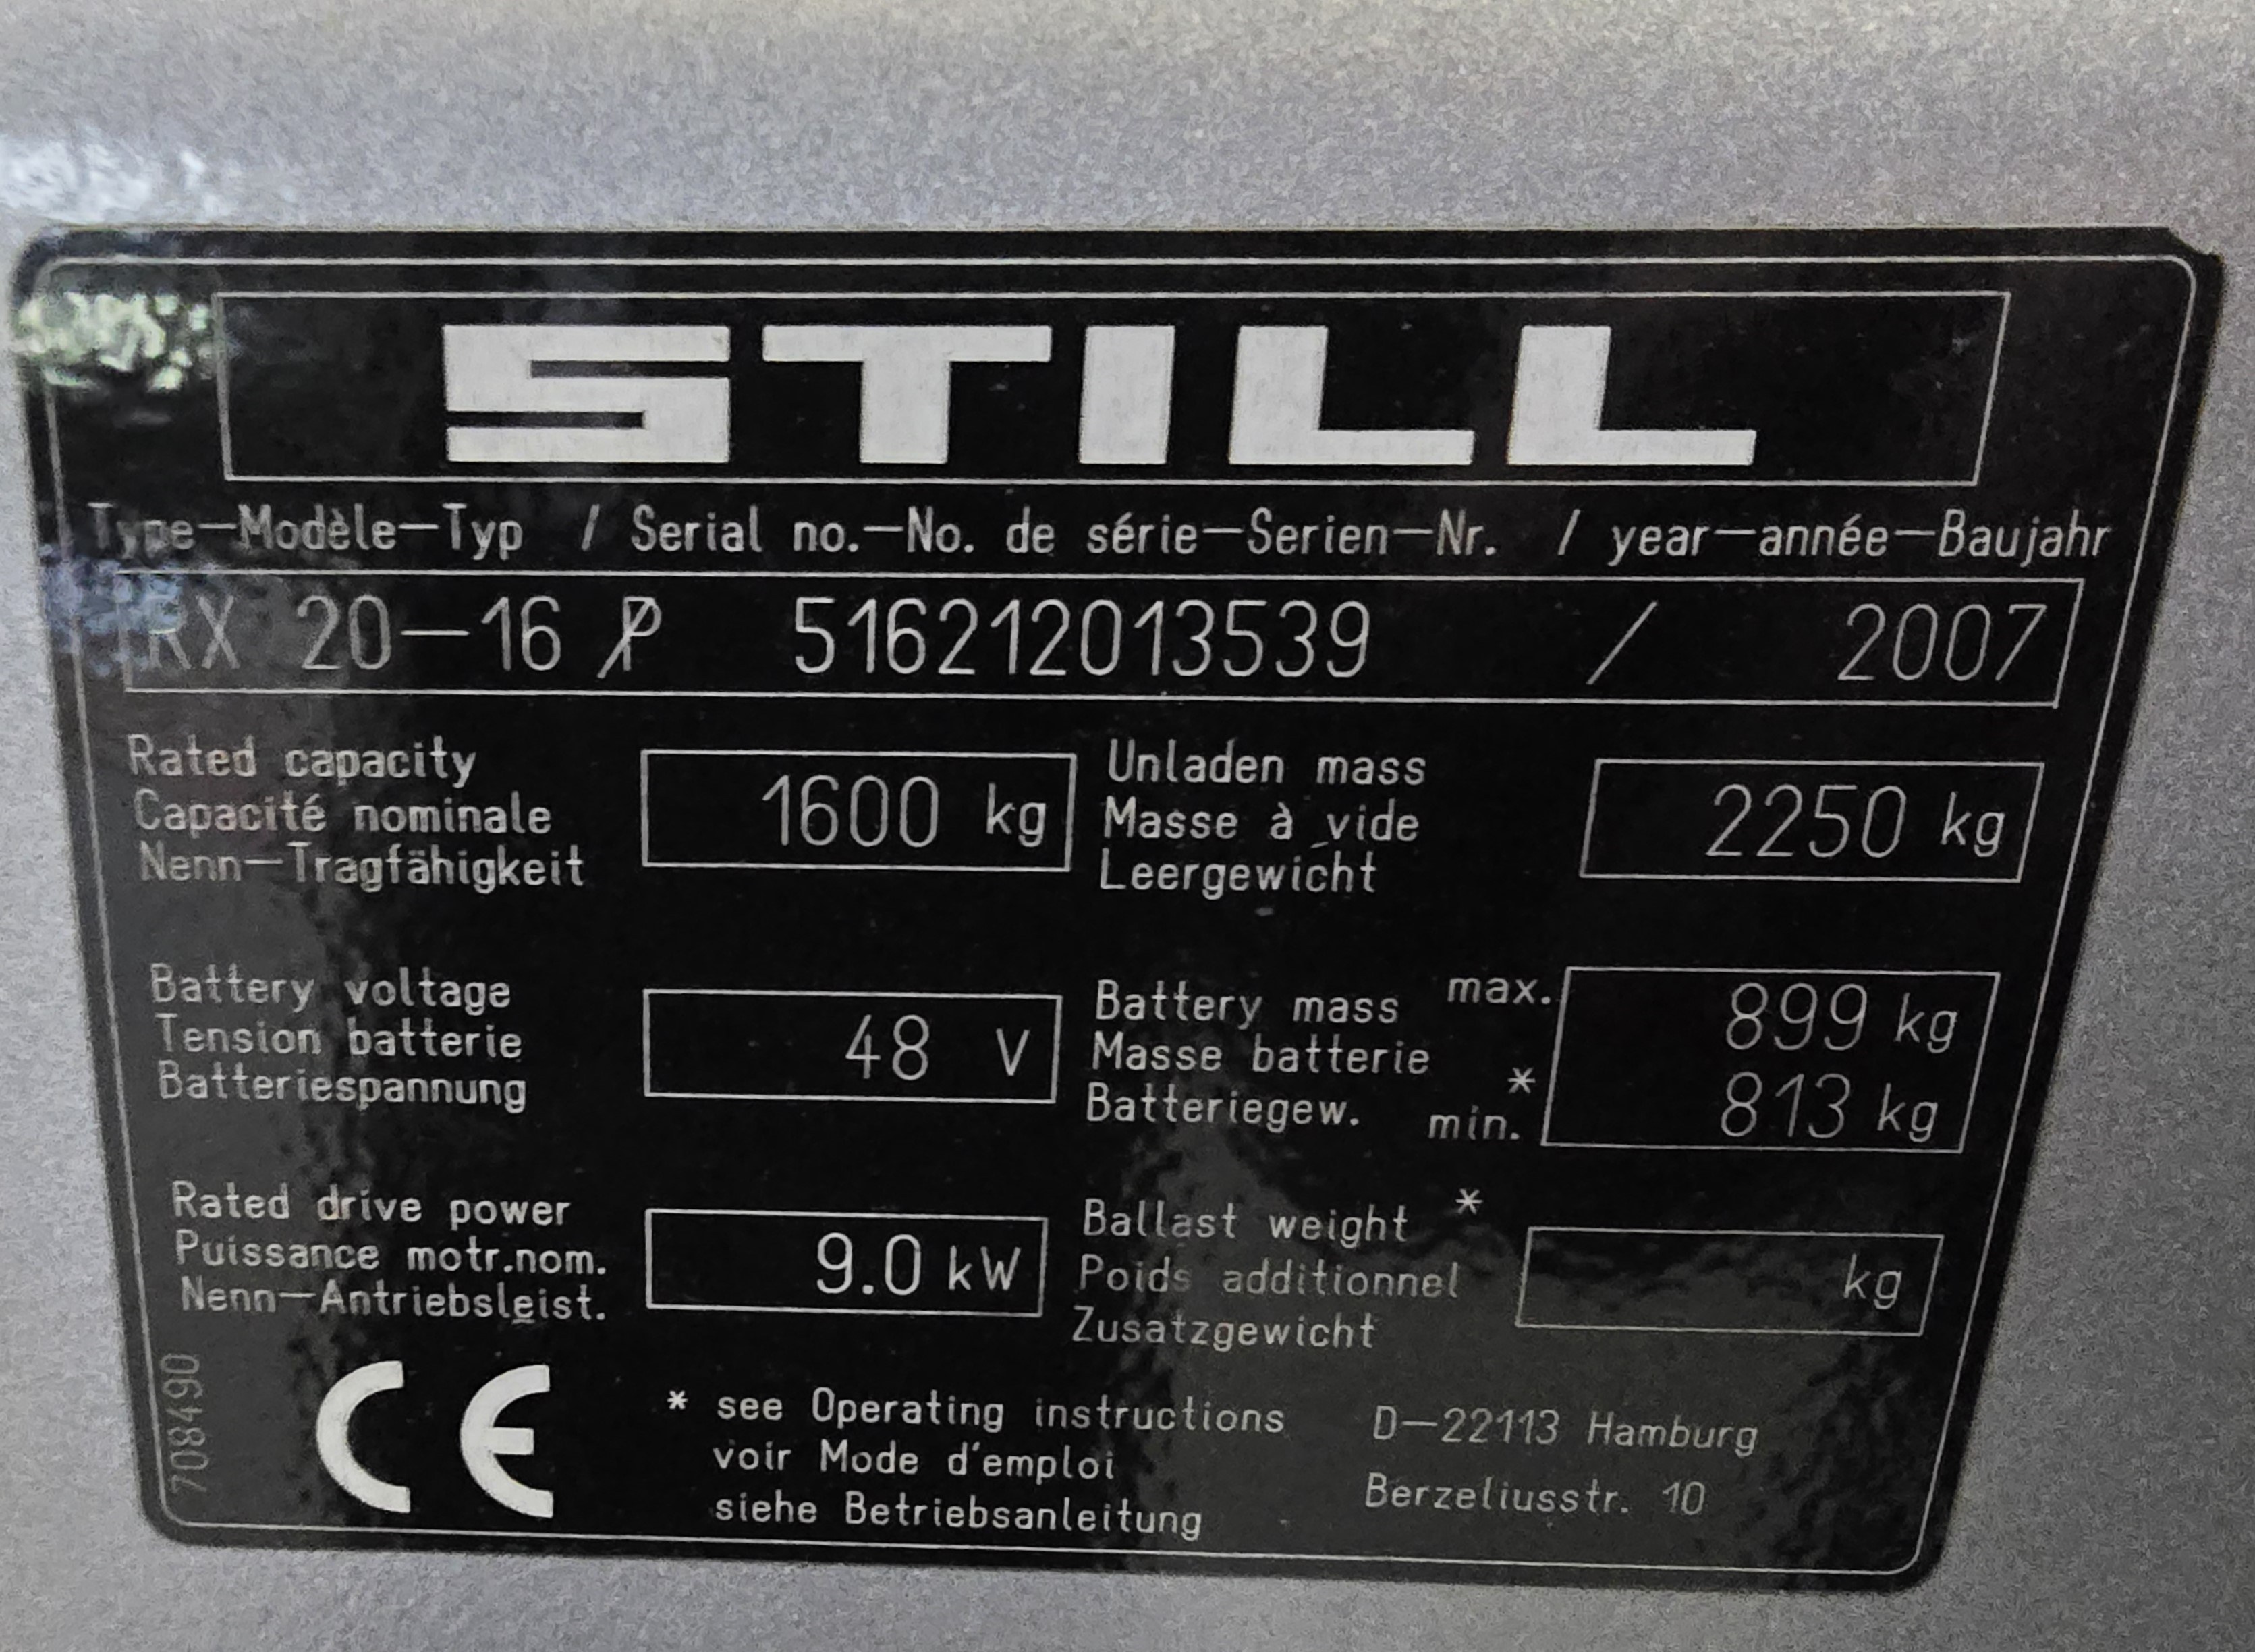 STILL
Type–Modèle–Typ / Serial no.–No. de série–Serien–Nr. / year–année–Baujahr
RX 20–16 P 516212013539 / 2007
Rated capacity
Capacité nominale
Nenn–Tragfähigkeit
1600 kg
Unladen mass
Masse à vide
Leergewicht
2250 kg
Battery voltage
Tension batterie
Batteriespannung
48 V
Battery mass
Masse batterie
Batteriegew.
max. 899 kg
* min. 813 kg
Rated drive power
Puissance motr.nom.
Nenn–Antriebsleist.
9.0 kW
Ballast weight *
Poids additionnel
Zusatzgewicht
kg
708490
CE
* see Operating instructions
voir Mode d'emploi
siehe Betriebsanleitung
D–22113 Hamburg
Berzeliusstr. 10